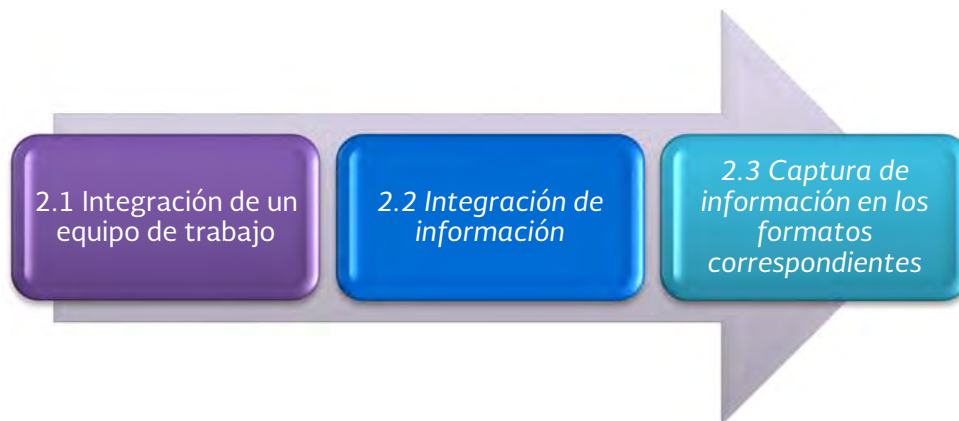 2.1 Integración de un
equipo de trabajo
2.2 Integración de
información
2.3 Captura de
información en los
formatos
correspondientes